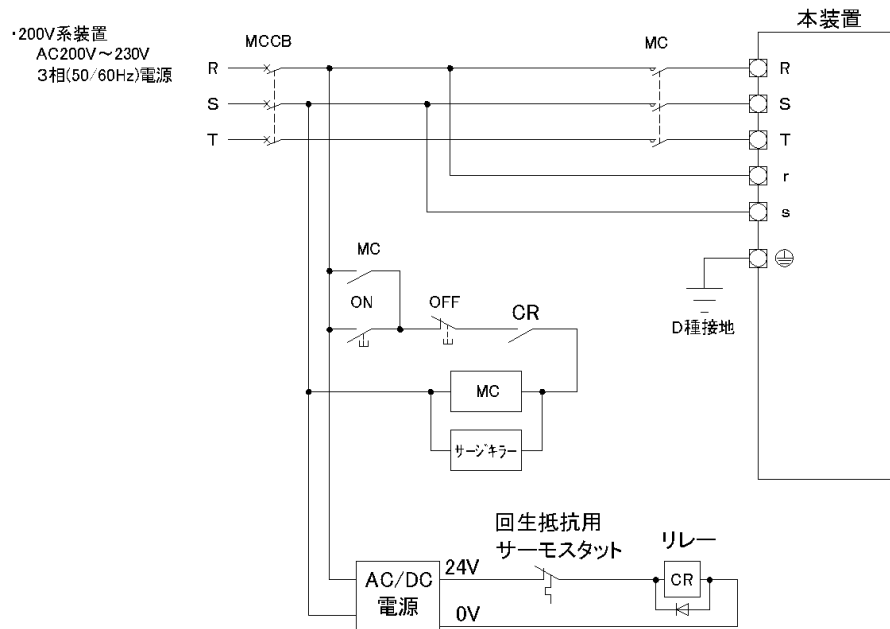 ・200V系装置
AC200V～230V
3相(50/60Hz)電源
MCCB
MC
本装置
R
R
S
S
T
T
r
s
MC
ON
OFF
CR
D種接地
MC
サージキラー
回生抵抗用
サーモスタット
リレー
AC/DC
電源
24V
0V
CR